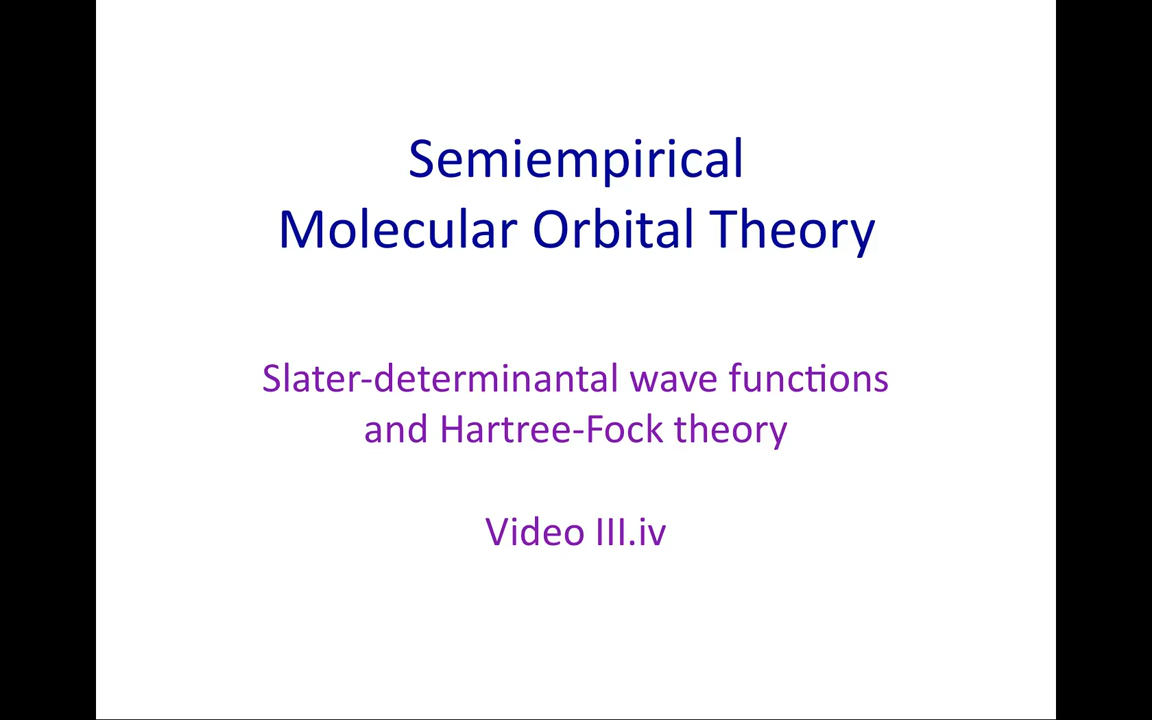 Semiempirical
Molecular Orbital Theory
Slater-determinantal wave functions
and Hartree-Fock theory
Video III.iv